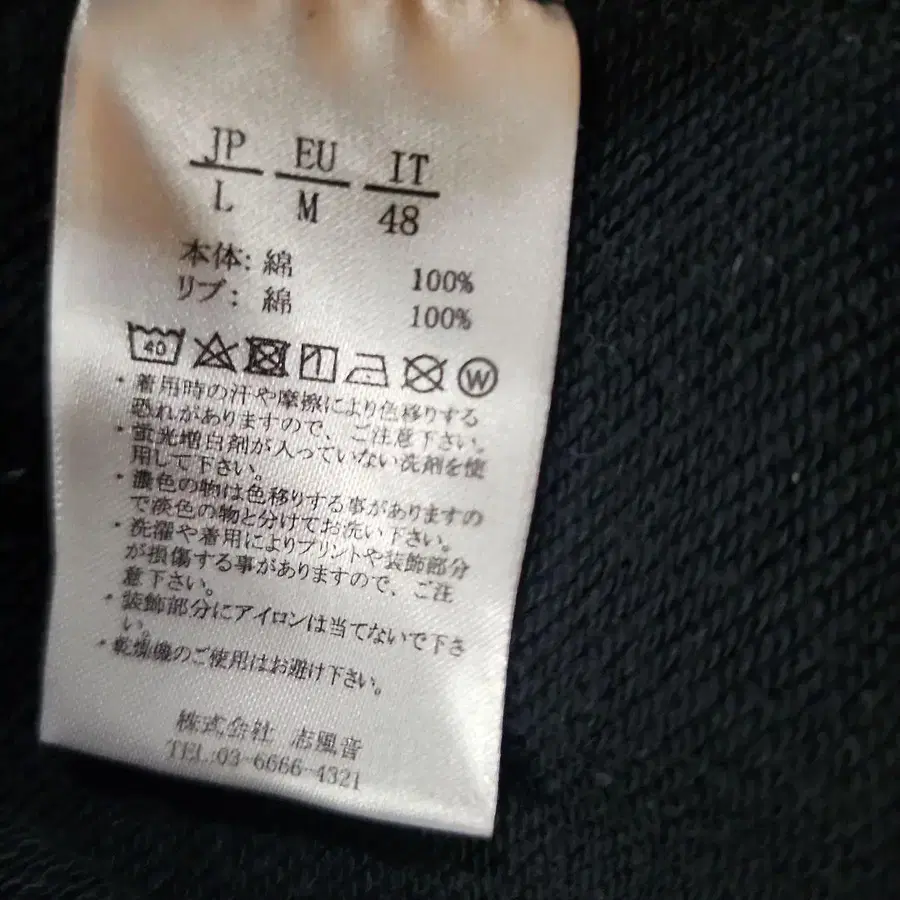 JP EU IT
L M 48
本体: 綿 100%
リブ: 綿 100%
40 W
・着用時の汗や摩擦により色移りする
恐れがありますので、ご注意下さい。
・蛍光増白剤が入っていない洗剤を使
用して下さい。
・濃色の物は色移りする事がありますの
で淡色の物と分けてお洗い下さい。
・洗濯や着用によりプリントや装飾部分
が損傷する事がありますので、ご注
意下さい。
・装飾部分にアイロンは当てないで下さ
い。
・乾燥機のご使用はお避け下さい。
株式会社 志風音
TEL:03-6666-4321